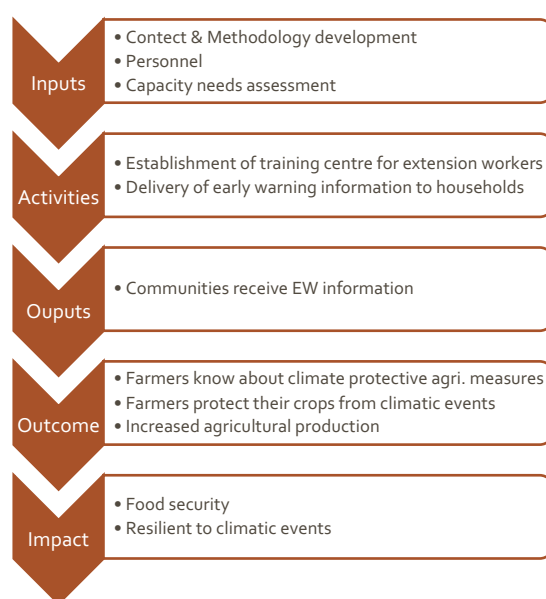 Inputs
• Contect & Methodology development
• Personnel
• Capacity needs assessment
Activities
• Establishment of training centre for extension workers
• Delivery of early warning information to households
Ouputs
• Communities receive EW information
Outcome
• Farmers know about climate protective agri. measures
• Farmers protect their crops from climatic events
• Increased agricultural production
Impact
• Food security
• Resilient to climatic events